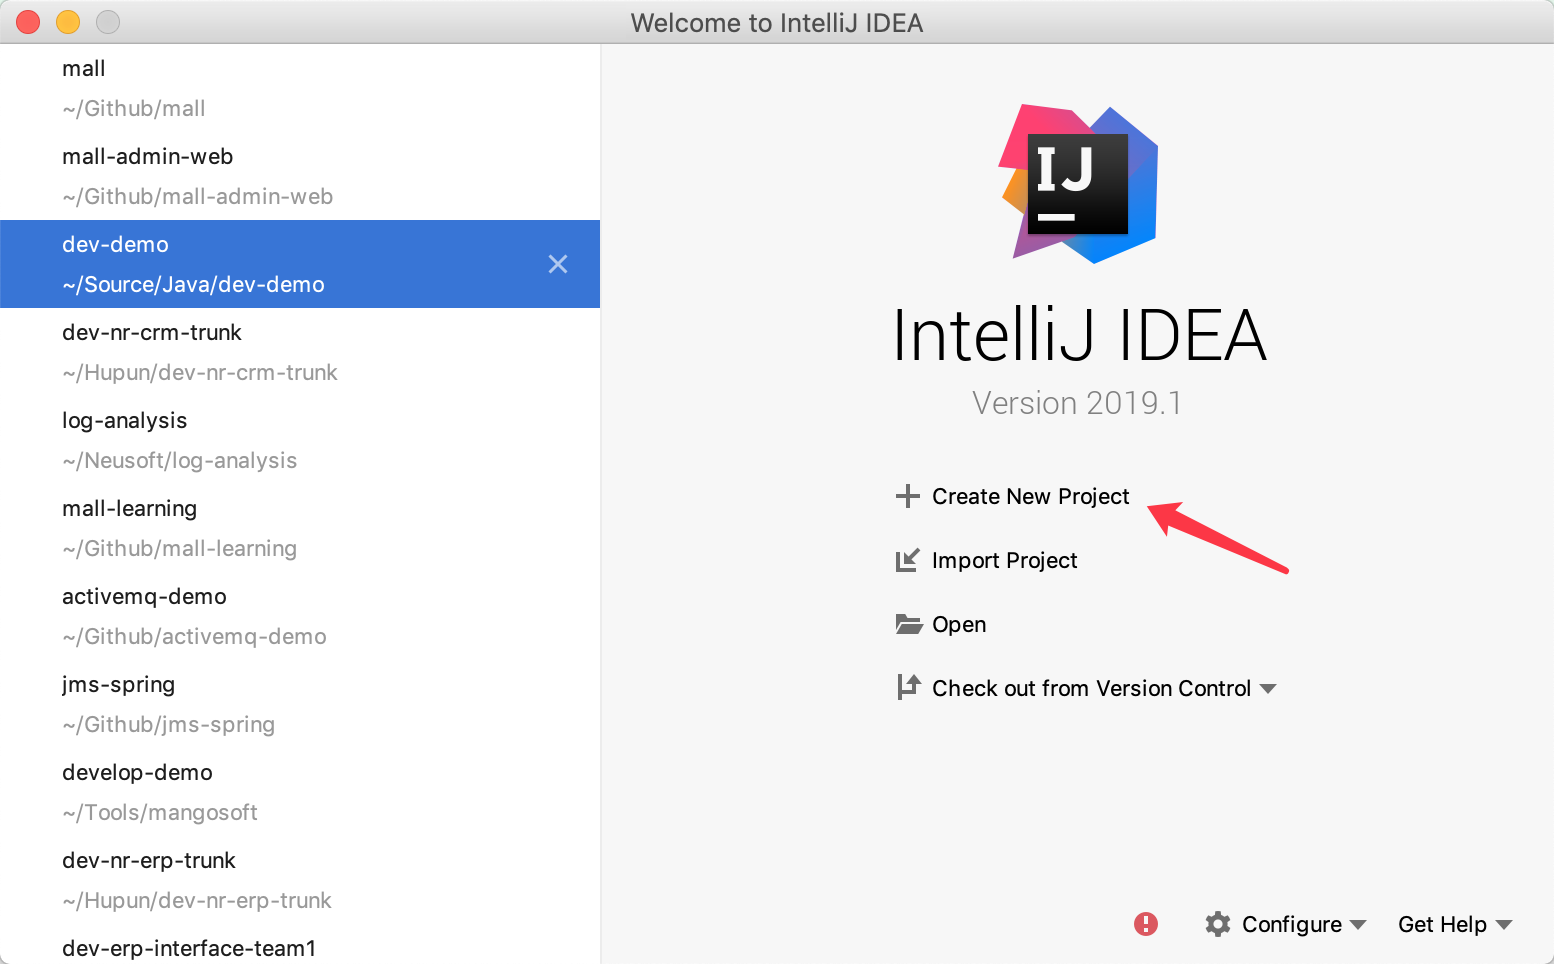 Welcome to IntelliJ IDEA
mall
~/Github/mall
mall-admin-web
~/Github/mall-admin-web
dev-demo
~/Source/Java/dev-demo
dev-nr-crm-trunk
~/Hupun/dev-nr-crm-trunk
log-analysis
~/Neusoft/log-analysis
mall-learning
~/Github/mall-learning
activemq-demo
~/Github/activemq-demo
jms-spring
~/Github/jms-spring
develop-demo
~/Tools/mangosoft
dev-nr-erp-trunk
~/Hupun/dev-nr-erp-trunk
dev-erp-interface-team1
IJ
IntelliJ IDEA
Version 2019.1
Create New Project
Import Project
Open
Check out from Version Control
Configure
Get Help